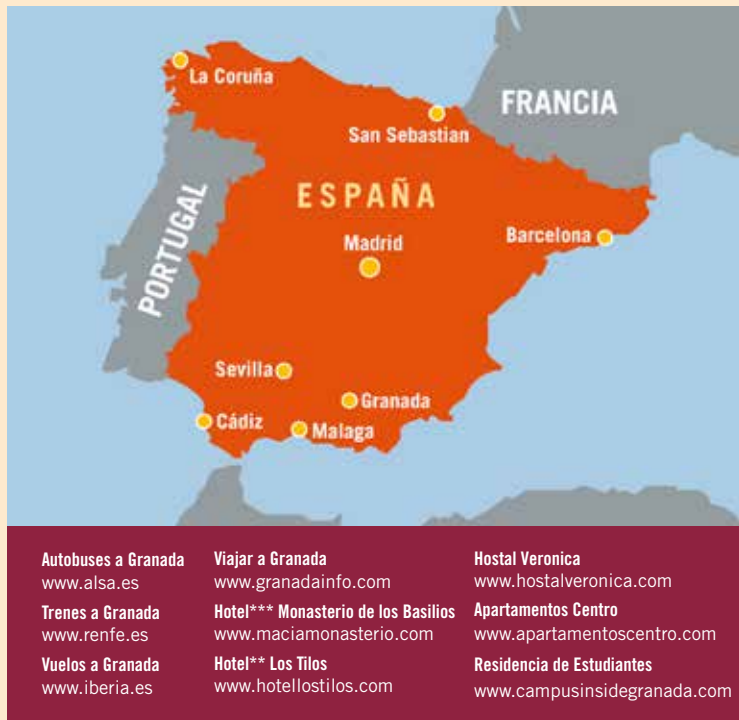 La Coruña
FRANCIA
San Sebastian
ESPAÑA
PORTUGAL
Madrid
Barcelona
Sevilla
Granada
Cádiz
Malaga
Autobuses a Granada
www.alsa.es
Trenes a Granada
www.renfe.es
Vuelos a Granada
www.iberia.es
Viajar a Granada
www.granadainfo.com
Hotel*** Monasterio de los Basilios
www.maciamonasterio.com
Hotel** Los Tilos
www.hotellostilos.com
Hostal Veronica
www.hostalveronica.com
Apartamentos Centro
www.apartamentoscentro.com
Residencia de Estudiantes
www.campusinsidegranada.com